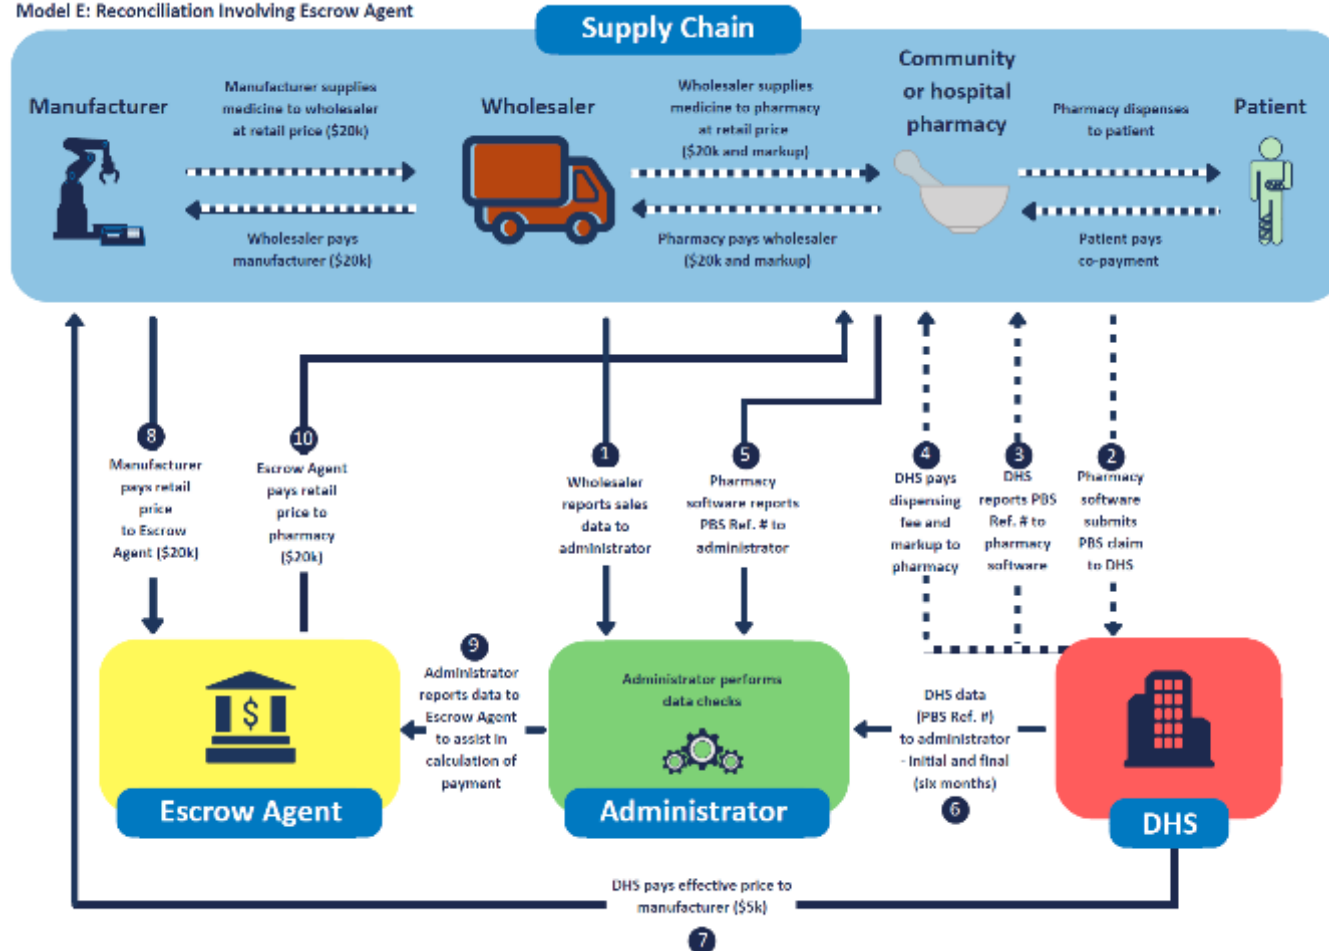 Model E: Reconciliation Involving Escrow Agent
Supply Chain
Manufacturer
Manufacturer supplies
medicine to wholesaler
at retail price ($20k)
Wholesaler pays
manufacturer ($20k)
Wholesaler
Wholesaler supplies
medicine to pharmacy
at retail price
($20k and markup)
Pharmacy pays wholesaler
($20k and markup)
Community
or hospital
pharmacy
Pharmacy dispenses
to patient
Patient pays
co-payment
Patient
8
Manufacturer
pays retail
price
to Escrow
Agent ($20k)
10
Escrow Agent
pays retail
price to
pharmacy
($20k)
1
Wholesaler
reports sales
data to
administrator
5
Pharmacy
software reports
PBS Ref. # to
administrator
4
DHS pays
dispensing
fee and
markup to
pharmacy
3
DHS
reports PBS
Ref. # to
pharmacy
software
2
Pharmacy
software
submits
PBS claim
to DHS
$
Escrow Agent
9
Administrator
reports data to
Escrow Agent
to assist in
calculation of
payment
Administrator performs
data checks
Administrator
DHS data
(PBS Ref. #)
to administrator
- initial and final
(six months)
6
DHS
DHS pays effective price to
manufacturer ($5k)
7